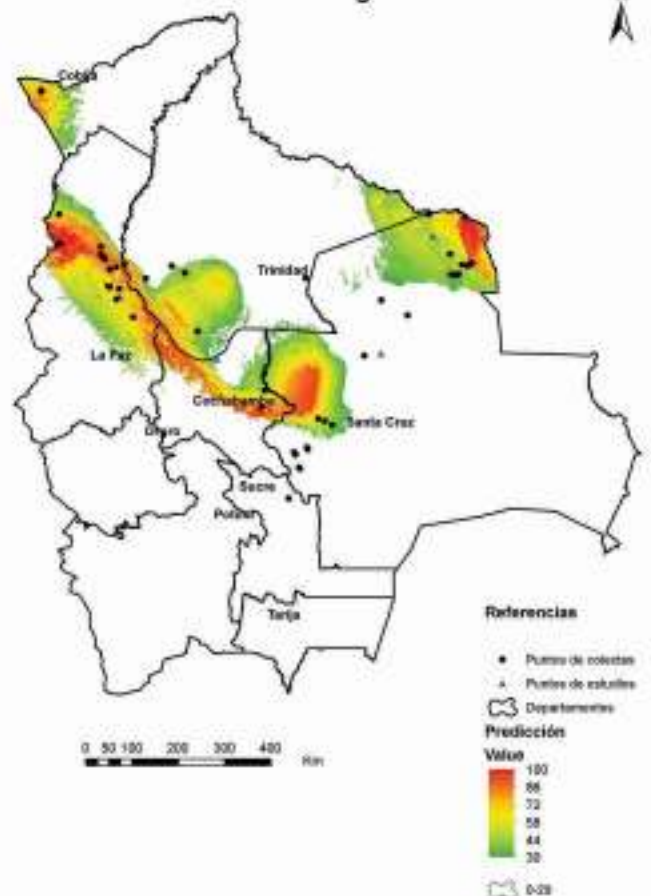 Cobija
Trinidad
La Paz
Cochabamba
Santa Cruz
Oruro
Sucre
Potosí
Tarija
Referencias
Puntos de colectas
Puntos de estudios
Departamentos
Predicción
Value
100
86
72
58
44
30
0-29
0 50 100 200 300 400
Km